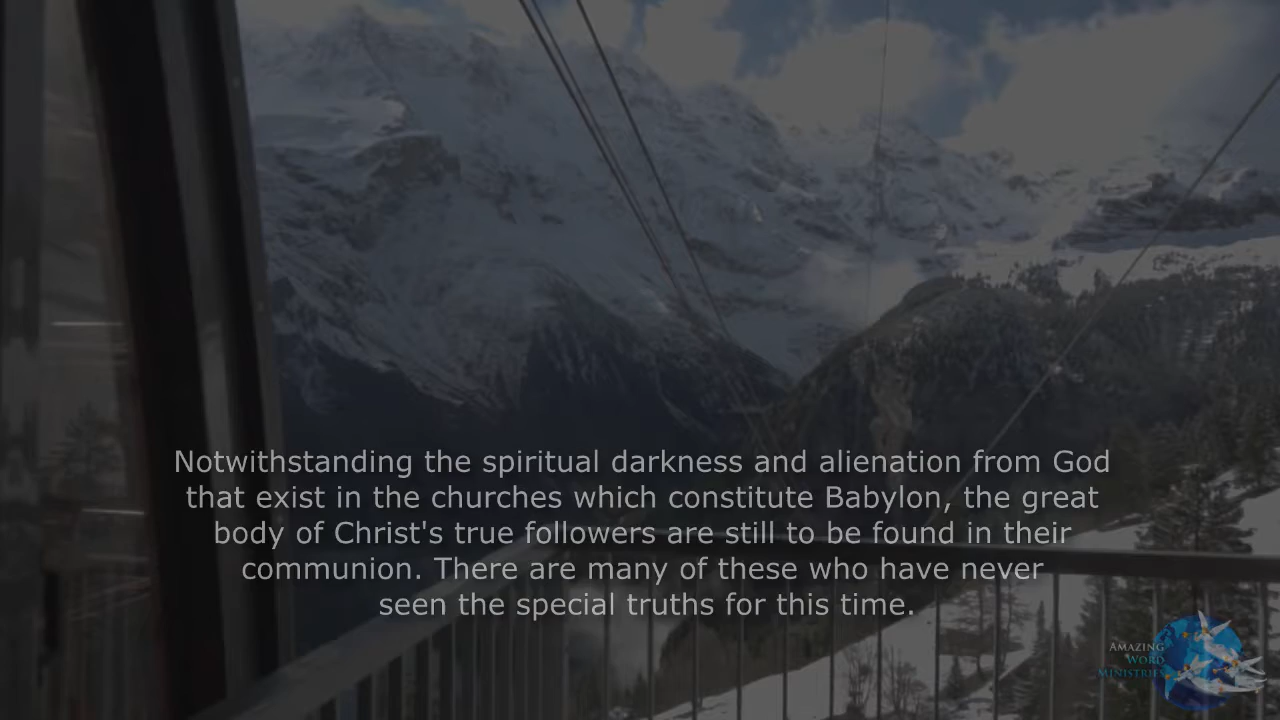 Notwithstanding the spiritual darkness and alienation from God
that exist in the churches which constitute Babylon, the great
body of Christ's true followers are still to be found in their
communion. There are many of these who have never
seen the special truths for this time.
AMAZING
WORD
MINISTRIES